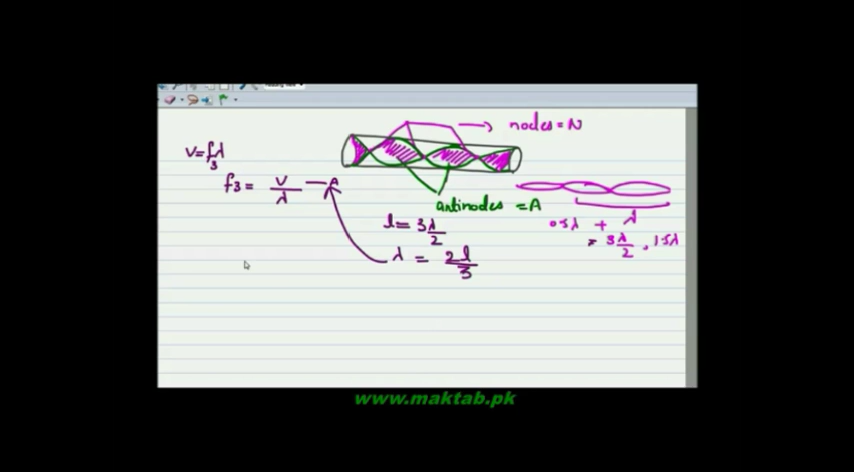 → nodes = N
v = f₃λ
f₃ = v/λ — A
antinodes = A
l = 3λ/2
0.5λ + λ
= 3λ/2 , 1.5λ
λ = 2l/3
www.maktab.pk